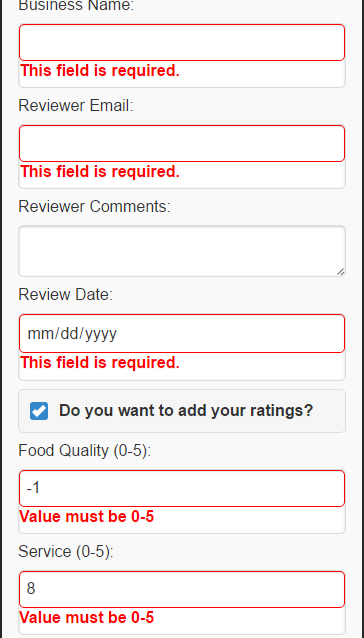 Business Name:
This field is required.
Reviewer Email:
This field is required.
Reviewer Comments:
Review Date:
mm/dd/yyyy
This field is required.
Do you want to add your ratings?
Food Quality (0-5):
-1
Value must be 0-5
Service (0-5):
8
Value must be 0-5